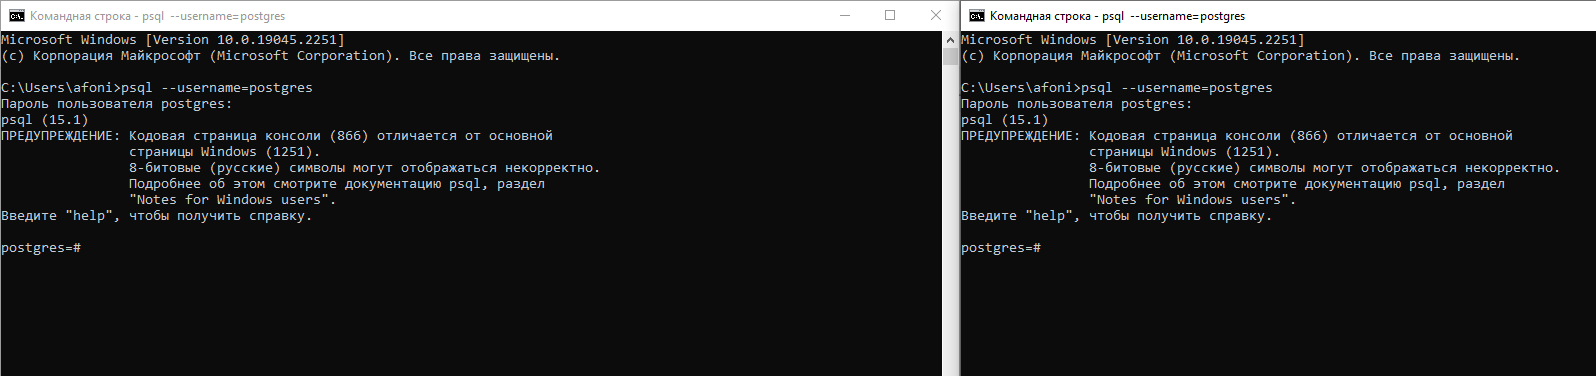 Командная строка - psql --username=postgres
Microsoft Windows [Version 10.0.19045.2251]
(c) Корпорация Майкрософт (Microsoft Corporation). Все права защищены.
C:\Users\afoni>psql --username=postgres
Пароль пользователя postgres:
psql (15.1)
ПРЕДУПРЕЖДЕНИЕ: Кодовая страница консоли (866) отличается от основной
страницы Windows (1251).
8-битовые (русские) символы могут отображаться некорректно.
Подробнее об этом смотрите документацию psql, раздел
"Notes for Windows users".
Введите "help", чтобы получить справку.
postgres=#
Командная строка - psql --username=postgres
Microsoft Windows [Version 10.0.19045.2251]
(c) Корпорация Майкрософт (Microsoft Corporation). Все права защищены.
C:\Users\afoni>psql --username=postgres
Пароль пользователя postgres:
psql (15.1)
ПРЕДУПРЕЖДЕНИЕ: Кодовая страница консоли (866) отличается от основной
страницы Windows (1251).
8-битовые (русские) символы могут отображаться некорректно.
Подробнее об этом смотрите документацию psql, раздел
"Notes for Windows users".
Введите "help", чтобы получить справку.
postgres=#